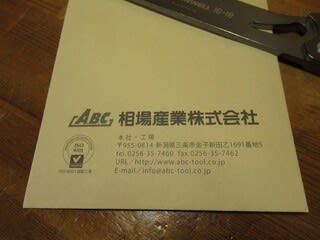 ABC 相場産業株式会社
本社・工場
〒955-0814 新潟県三条市金子新田乙1691番地5
tel.0256-35-7460 fax.0256-35-7462
URL/http://www.abc-tool.co.jp
E-mail/info@abc-tool.co.jp
ISO